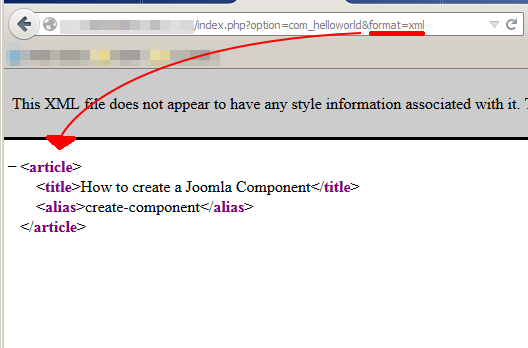 /index.php?option=com_helloworld&format=xml
This XML file does not appear to have any style information associated with it.
<article>
<title>How to create a Joomla Component</title>
<alias>create-component</alias>
</article>